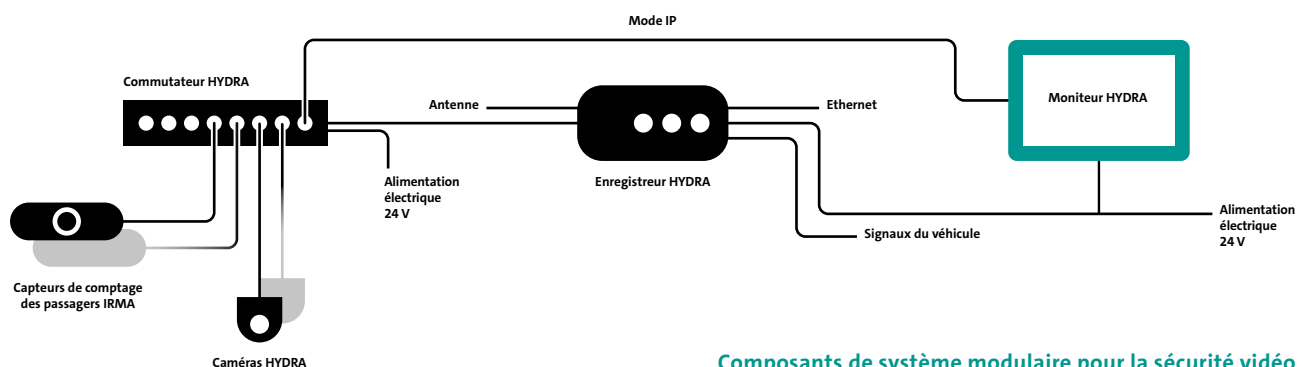 Mode IP
Commutateur HYDRA
Antenne
Ethernet
Moniteur HYDRA
Alimentation
électrique
24 V
Enregistreur HYDRA
Alimentation
électrique
24 V
Signaux du véhicule
Capteurs de comptage
des passagers IRMA
Caméras HYDRA
Composants de système modulaire pour la sécurité vidéo